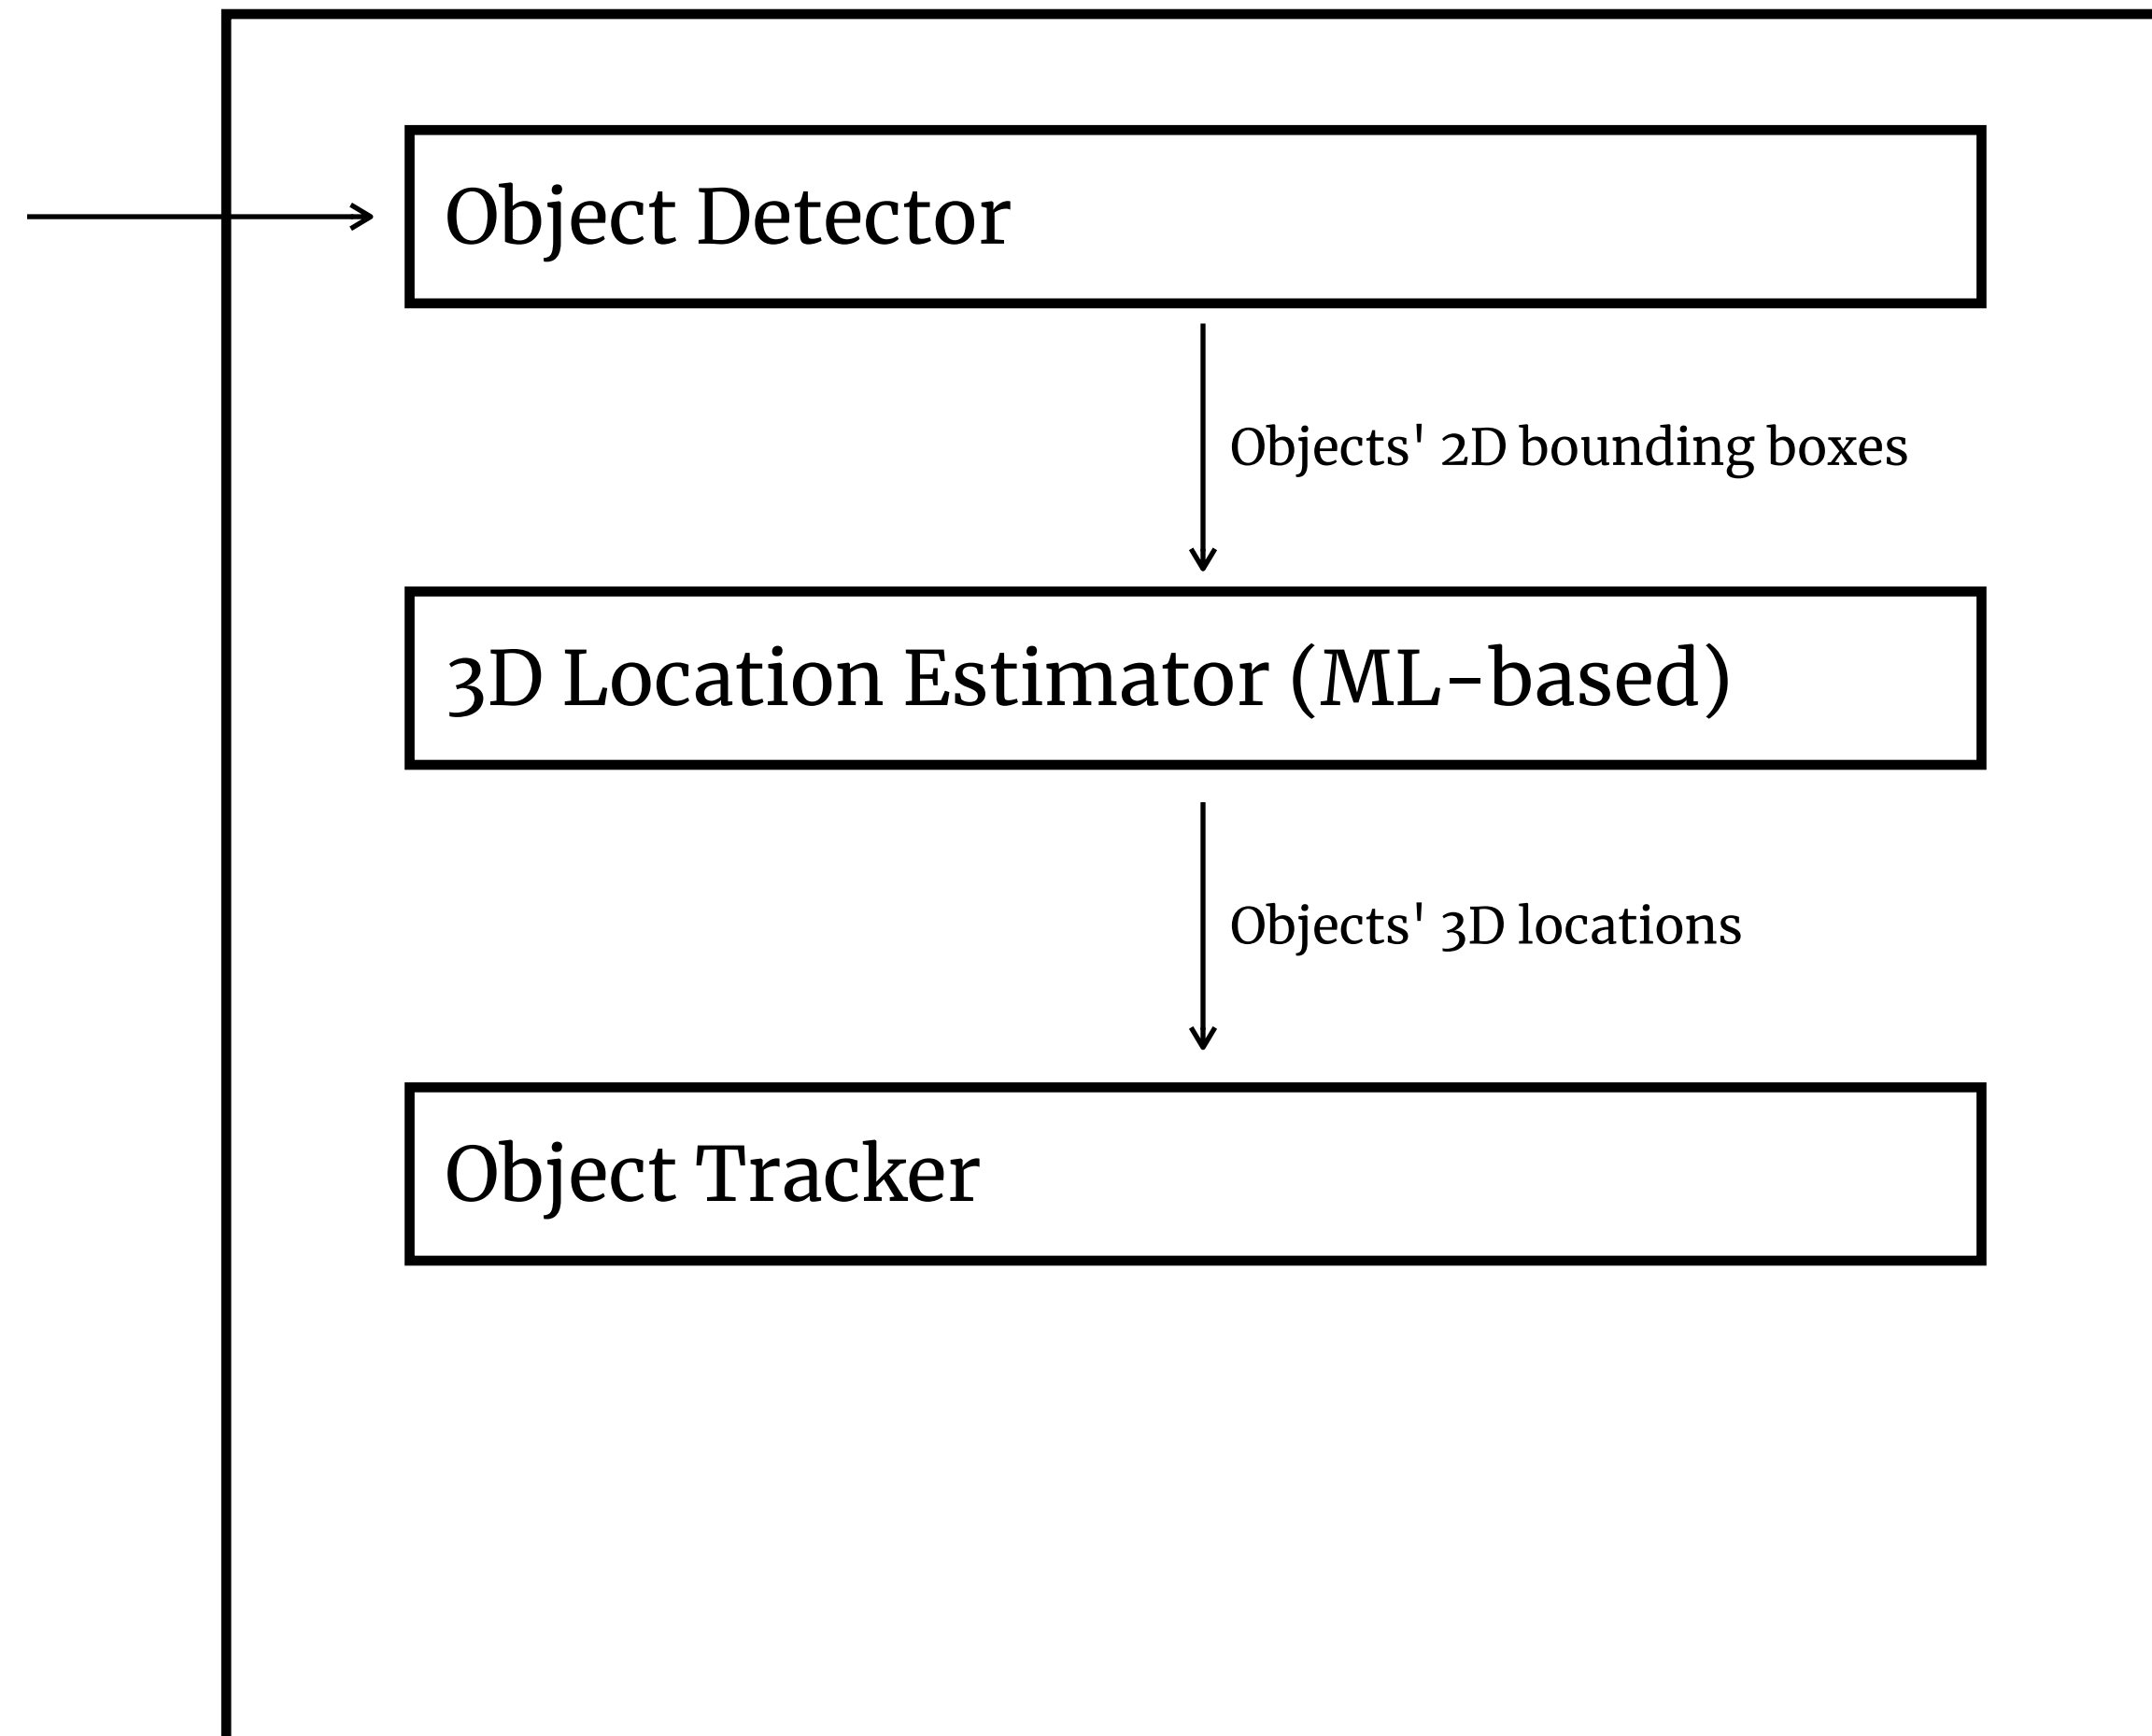 Object Detector
Objects' 2D bounding boxes
3D Location Estimator (ML-based)
Objects' 3D locations
Object Tracker